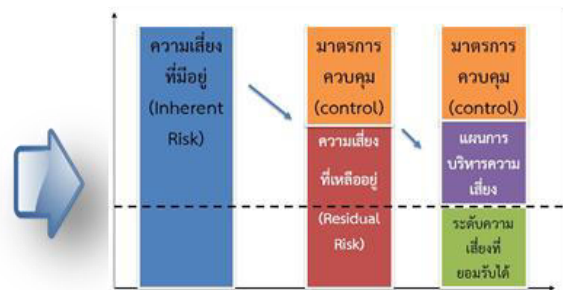 ความเสี่ยง
ที่มีอยู่
(Inherent
Risk)
มาตรการ
ควบคุม
(control)
ความเสี่ยง
ที่เหลืออยู่
(Residual
Risk)
มาตรการ
ควบคุม
(control)
แผนการ
บริหารความ
เสี่ยง
ระดับความ
เสี่ยงที่
ยอมรับได้